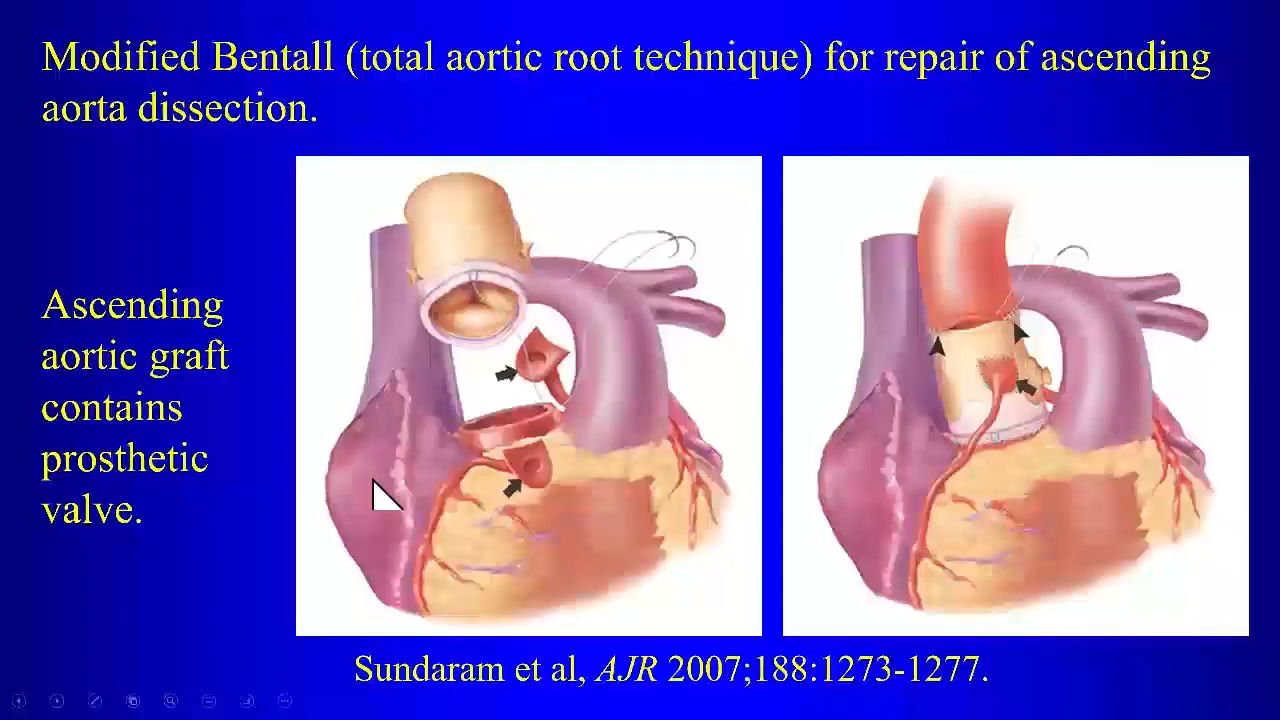 Modified Bentall (total aortic root technique) for repair of ascending
aorta dissection.
Ascending
aortic graft
contains
prosthetic
valve.
Sundaram et al, AJR 2007;188:1273-1277.